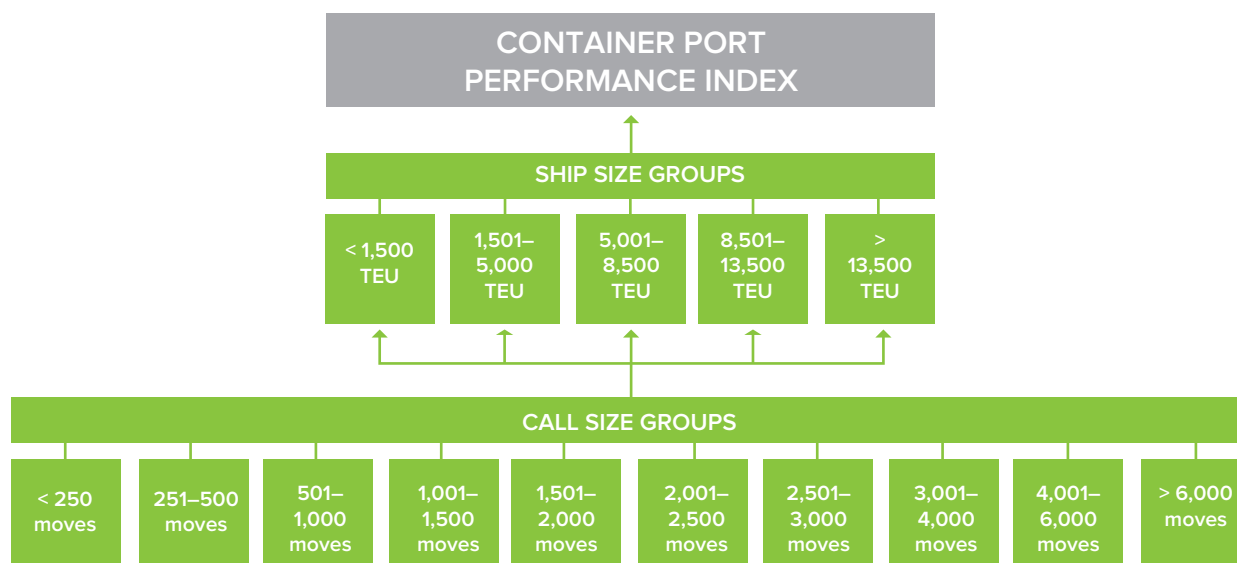 CONTAINER PORT
PERFORMANCE INDEX
SHIP SIZE GROUPS
< 1,500
TEU
1,501–
5,000
TEU
5,001–
8,500
TEU
8,501–
13,500
TEU
>
13,500
TEU
CALL SIZE GROUPS
< 250
moves
251–500
moves
501–
1,000
moves
1,001–
1,500
moves
1,501–
2,000
moves
2,001–
2,500
moves
2,501–
3,000
moves
3,001–
4,000
moves
4,001–
6,000
moves
> 6,000
moves